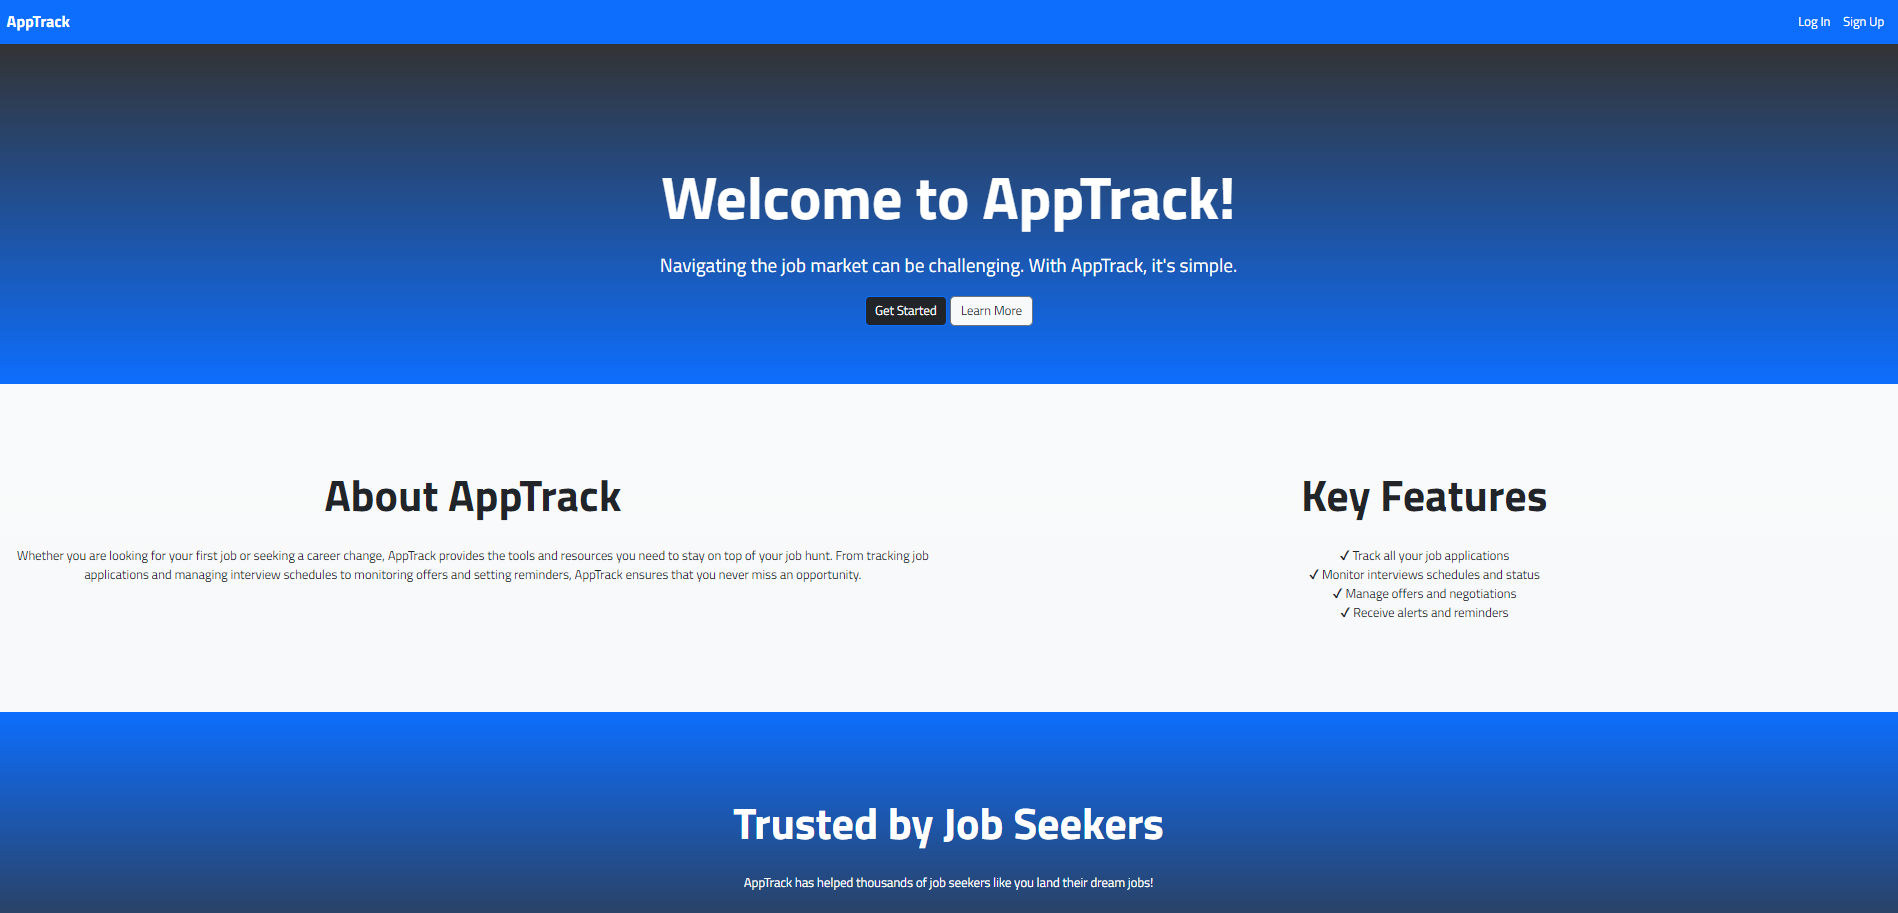 AppTrack
Log In
Sign Up
Welcome to AppTrack!
Navigating the job market can be challenging. With AppTrack, it's simple.
Get Started
Learn More
About AppTrack
Whether you are looking for your first job or seeking a career change, AppTrack provides the tools and resources you need to stay on top of your job hunt. From tracking job
applications and managing interview schedules to monitoring offers and setting reminders, AppTrack ensures that you never miss an opportunity.
Key Features
✓ Track all your job applications
✓ Monitor interviews schedules and status
✓ Manage offers and negotiations
✓ Receive alerts and reminders
Trusted by Job Seekers
AppTrack has helped thousands of job seekers like you land their dream jobs!